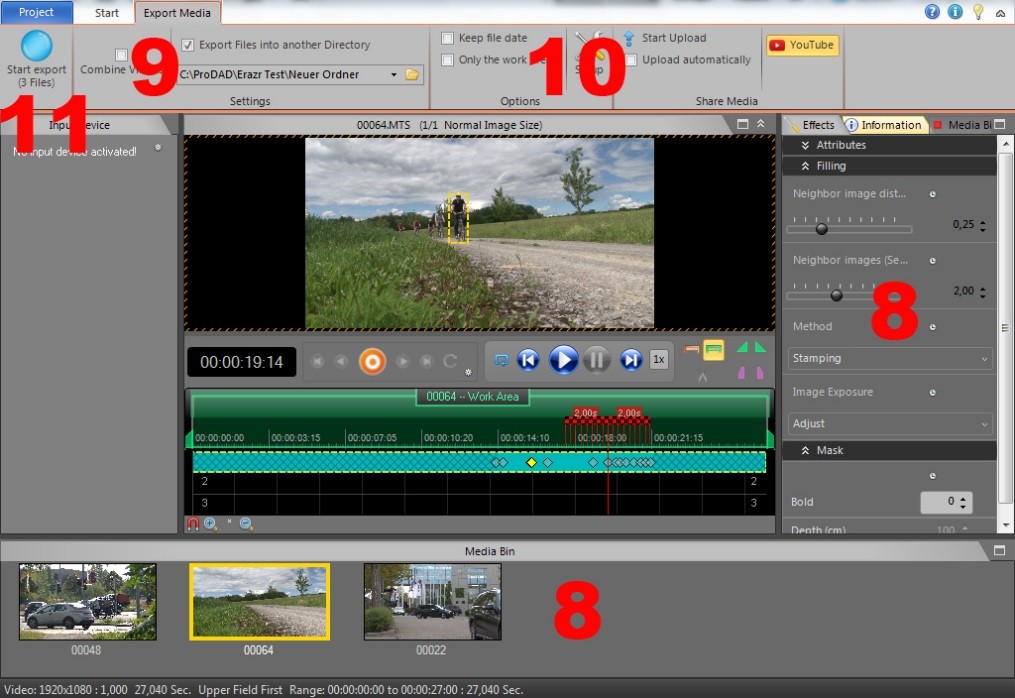 Project Start Export Media
Start export
(3 Files)
Combine V
Export Files into another Directory
C:\ProDAD\Erazr Test\Neuer Ordner
Settings
Keep file date
Only the work
Options
Start Upload
Upload automatically
YouTube
Share Media
9
10
11
Device
No input device activated!
00064.MTS (1/1 Normal Image Size)
Effects Information Media Bi
Attributes
Filling
Neighbor image dist...
0,25
Neighbor images (Se...
2,00
8
Method
Stamping
Image Exposure
Adjust
Mask
Bold 0
Depth (cm) 100
00:00:19:14
1x
00064 -- Work Area
2,00s 2,00s
00:00:00:00 00:00:03:15 00:00:07:05 00:00:10:20 00:00:14:10 00:00:18:00 00:00:21:15
2 2
3 3
Media Bin
00048
00064
00022
8
Video: 1920x1080 : 1,000 27,040 Sec. Upper Field First Range: 00:00:00:00 to 00:00:27:00 : 27,040 Sec.